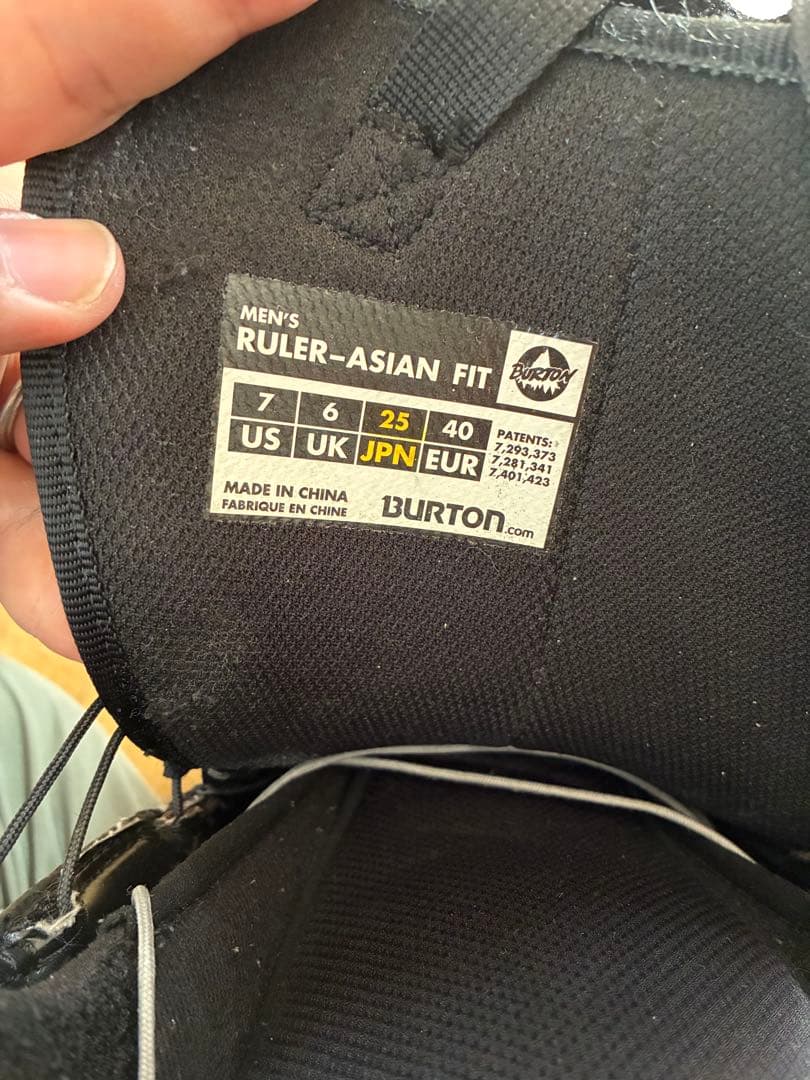 MEN'S
RULER-ASIAN FIT
BURTON
7 6 25 40
US UK JPN EUR
PATENTS:
7,293,373
7,281,341
7,401,423
MADE IN CHINA
FABRIQUE EN CHINE
BURTON.com